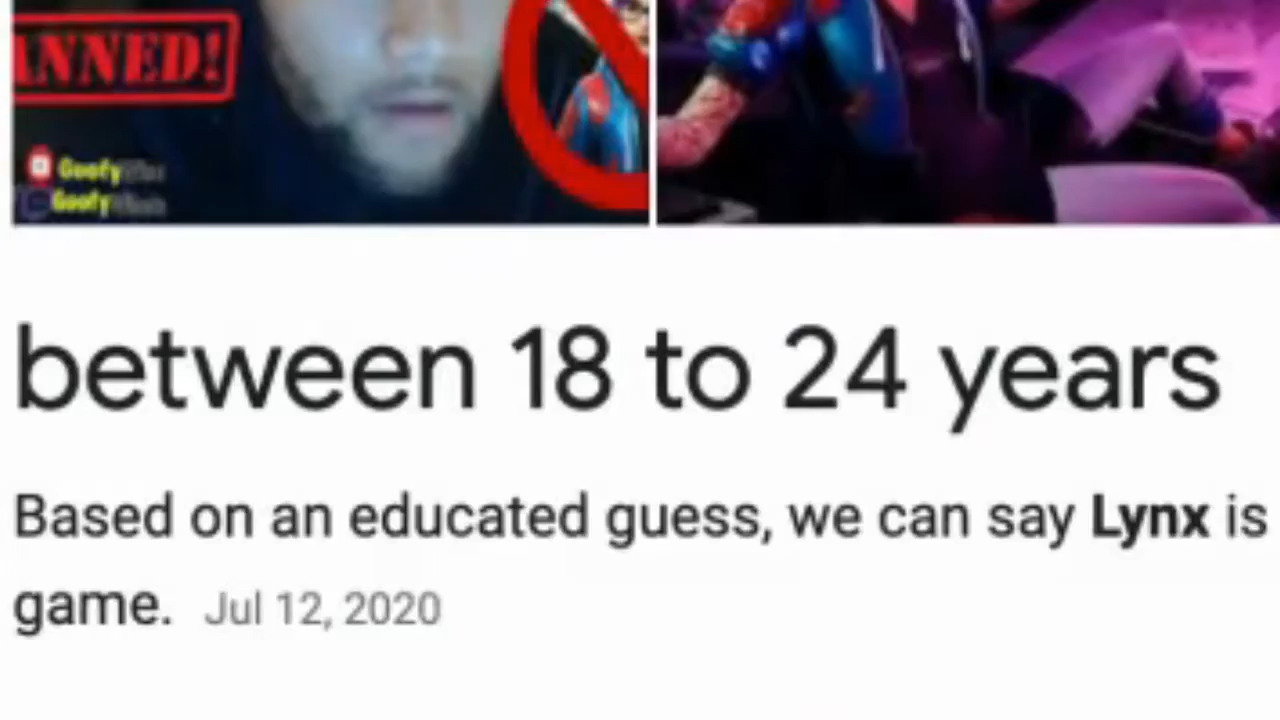 ANNED!
Goofy
Goofy
between 18 to 24 years
Based on an educated guess, we can say Lynx is
game. Jul 12, 2020